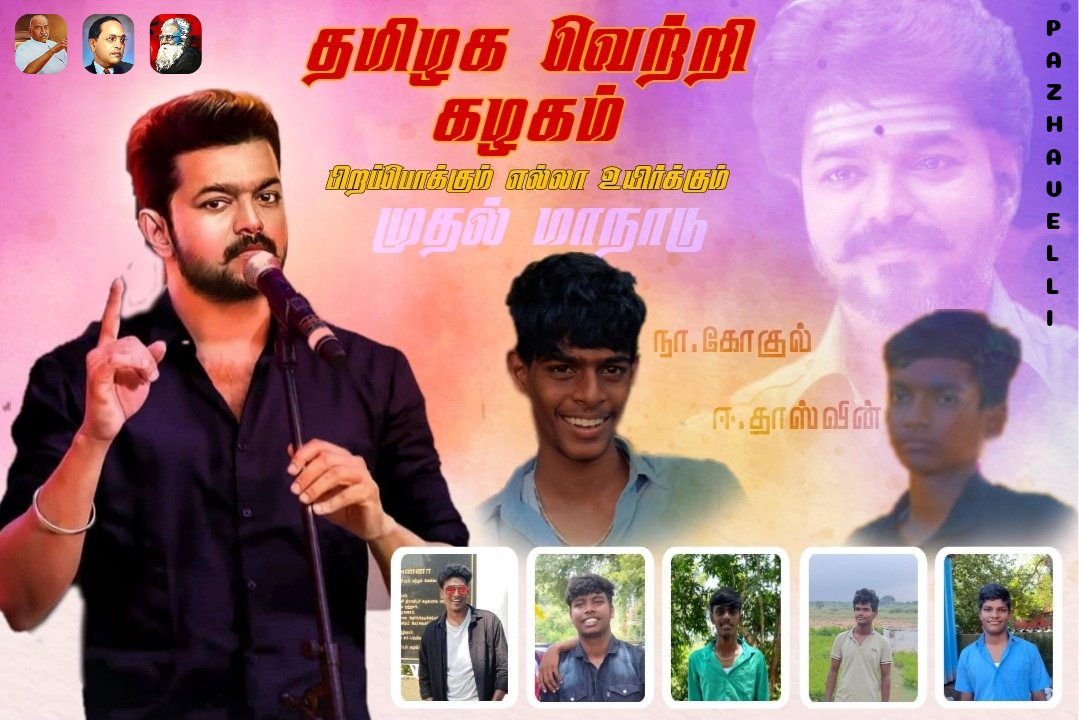 தமிழக வெற்றி
கழகம்
பிறப்பொக்கும் எல்லா உயிர்க்கும்
முதல் மாநாடு
நா.கோகுல்
ஈ.தாஸ்வின்
PAZHAVELLI